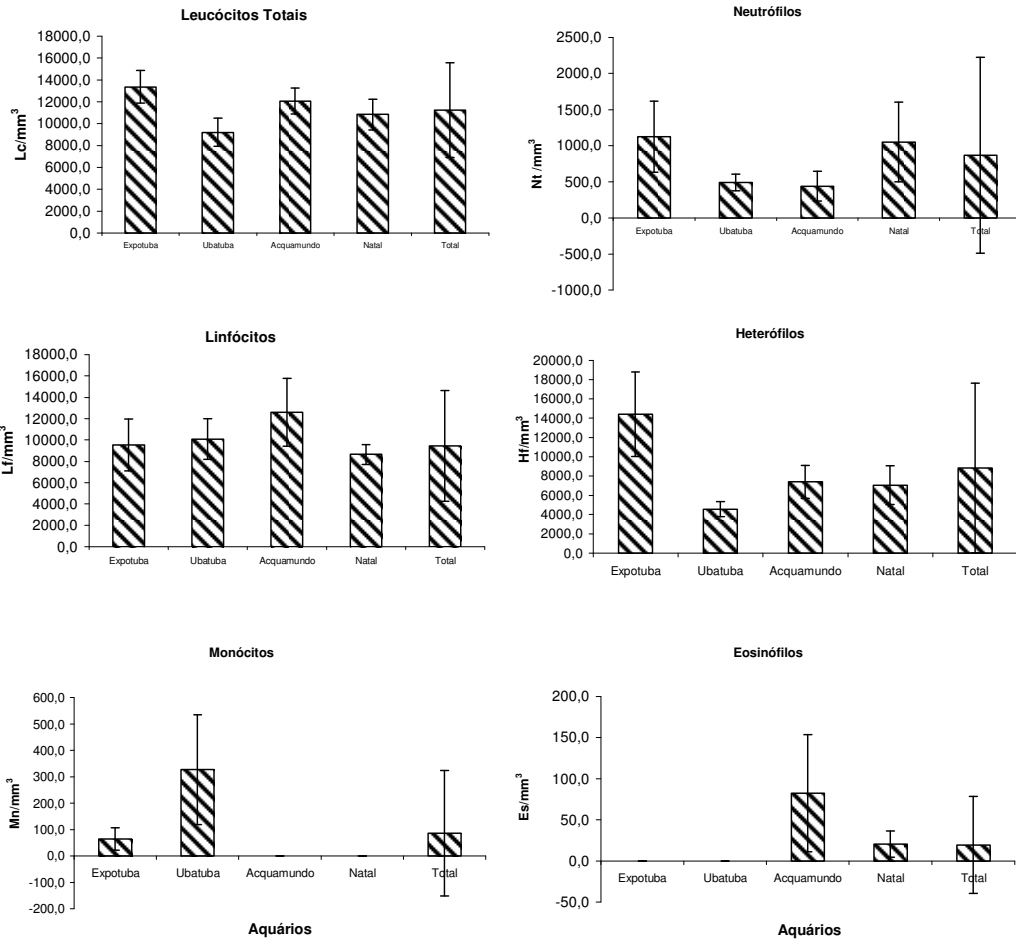 Leucócitos Totais
Lc/mm³
18000,0
16000,0
14000,0
12000,0
10000,0
8000,0
6000,0
4000,0
2000,0
0,0
Expotuba Ubatuba Acquamundo Natal Total
Neutrófilos
Nt /mm³
2500,0
2000,0
1500,0
1000,0
500,0
0,0
-500,0
-1000,0
Expotuba Ubatuba Acquamundo Natal Total
Linfócitos
Lf/mm³
18000,0
16000,0
14000,0
12000,0
10000,0
8000,0
6000,0
4000,0
2000,0
0,0
Expotuba Ubatuba Acquamundo Natal Total
Heterófilos
Hf/mm³
20000,0
18000,0
16000,0
14000,0
12000,0
10000,0
8000,0
6000,0
4000,0
2000,0
0,0
Expotuba Ubatuba Acquamundo Natal Total
Monócitos
Mn/mm³
600,0
500,0
400,0
300,0
200,0
100,0
0,0
-100,0
-200,0
Expotuba Ubatuba Acquamundo Natal Total
Aquários
Eosinófilos
Es/mm³
200,0
150,0
100,0
50,0
0,0
-50,0
Expotuba Ubatuba Acquamundo Natal Total
Aquários